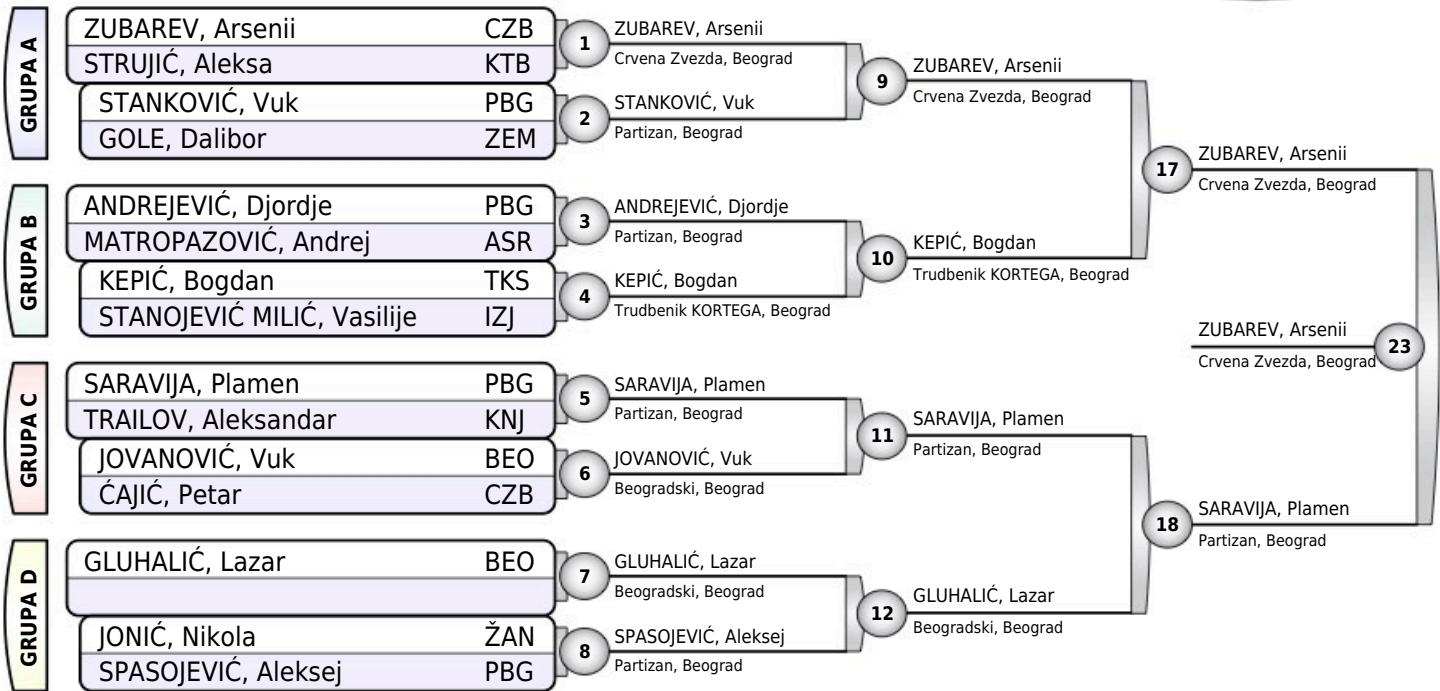 GRUPA A
ZUBAREV, Arsenii CZB
STRUJIĆ, Aleksa KTB
STANKOVIĆ, Vuk PBG
GOLE, Dalibor ZEM
GRUPA B
ANDREJEVIĆ, Djordje PBG
MATROPAZOVIĆ, Andrej ASR
KEPIĆ, Bogdan TKS
STANOJEVIĆ MILIĆ, Vasilije IZJ
GRUPA C
SARAVIJA, Plamen PBG
TRAILOV, Aleksandar KNJ
JOVANOVIĆ, Vuk BEO
ĆAJIĆ, Petar CZB
GRUPA D
GLUHALIĆ, Lazar BEO
JONIĆ, Nikola ŽAN
SPASOJEVIĆ, Aleksej PBG
1
ZUBAREV, Arsenii
Crvena Zvezda, Beograd
2
STANKOVIĆ, Vuk
Partizan, Beograd
3
ANDREJEVIĆ, Djordje
Partizan, Beograd
4
KEPIĆ, Bogdan
Trudbenik KORTEGA, Beograd
5
SARAVIJA, Plamen
Partizan, Beograd
6
JOVANOVIĆ, Vuk
Beogradski, Beograd
7
GLUHALIĆ, Lazar
Beogradski, Beograd
8
SPASOJEVIĆ, Aleksej
Partizan, Beograd
9
ZUBAREV, Arsenii
Crvena Zvezda, Beograd
10
KEPIĆ, Bogdan
Trudbenik KORTEGA, Beograd
11
SARAVIJA, Plamen
Partizan, Beograd
12
GLUHALIĆ, Lazar
Beogradski, Beograd
17
ZUBAREV, Arsenii
Crvena Zvezda, Beograd
18
SARAVIJA, Plamen
Partizan, Beograd
ZUBAREV, Arsenii
Crvena Zvezda, Beograd
23